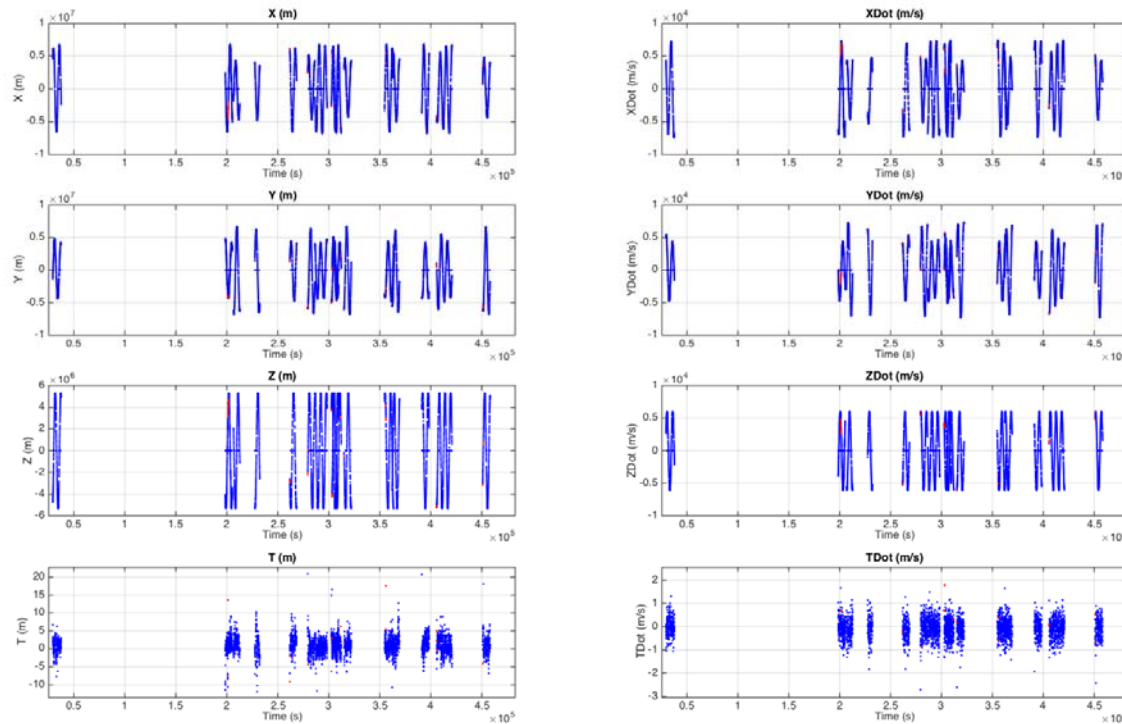 × 10⁷ X (m)
1
0.5
0
-0.5
-1
X (m)
0.5 1 1.5 2 2.5 3 3.5 4 4.5
Time (s)
× 10⁵
× 10⁴ XDot (m/s)
1
0.5
0
-0.5
-1
XDot (m/s)
0.5 1 1.5 2 2.5 3 3.5 4 4.5
Time (s)
× 10
× 10⁷ Y (m)
1
0.5
0
-0.5
-1
Y (m)
0.5 1 1.5 2 2.5 3 3.5 4 4.5
Time (s)
× 10⁵
× 10⁴ YDot (m/s)
1
0.5
0
-0.5
-1
YDot (m/s)
0.5 1 1.5 2 2.5 3 3.5 4 4.5
Time (s)
× 10
× 10⁶ Z (m)
6
4
2
0
-2
-4
-6
Z (m)
0.5 1 1.5 2 2.5 3 3.5 4 4.5
Time (s)
× 10⁵
× 10⁴ ZDot (m/s)
1
0.5
0
-0.5
-1
ZDot (m/s)
0.5 1 1.5 2 2.5 3 3.5 4 4.5
Time (s)
× 10
T (m)
20
15
10
5
0
-5
-10
T (m)
0.5 1 1.5 2 2.5 3 3.5 4 4.5
Time (s)
× 10⁵
TDot (m/s)
2
1
0
-1
-2
-3
TDot (m/s)
0.5 1 1.5 2 2.5 3 3.5 4 4.5
Time (s)
× 10